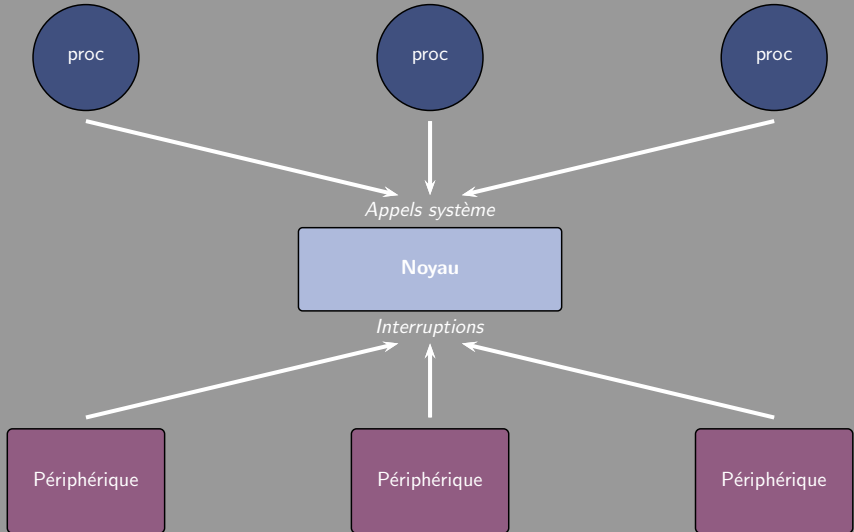 proc
proc
proc
Appels système
Noyau
Interruptions
Périphérique
Périphérique
Périphérique